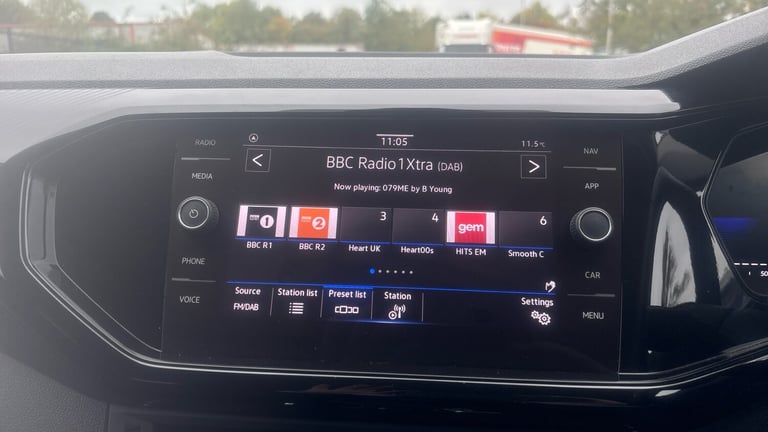 RADIO
MEDIA
PHONE
VOICE
11:05
11.5°C
<
BBC Radio1Xtra (DAB)
>
Now playing: 079ME by B Young
1
2
3
4
gem
6
BBC R1
BBC R2
Heart UK
Heart00s
HITS EM
Smooth C
Source
FM/DAB
Station list
Preset list
Station
Settings
NAV
APP
CAR
MENU
50